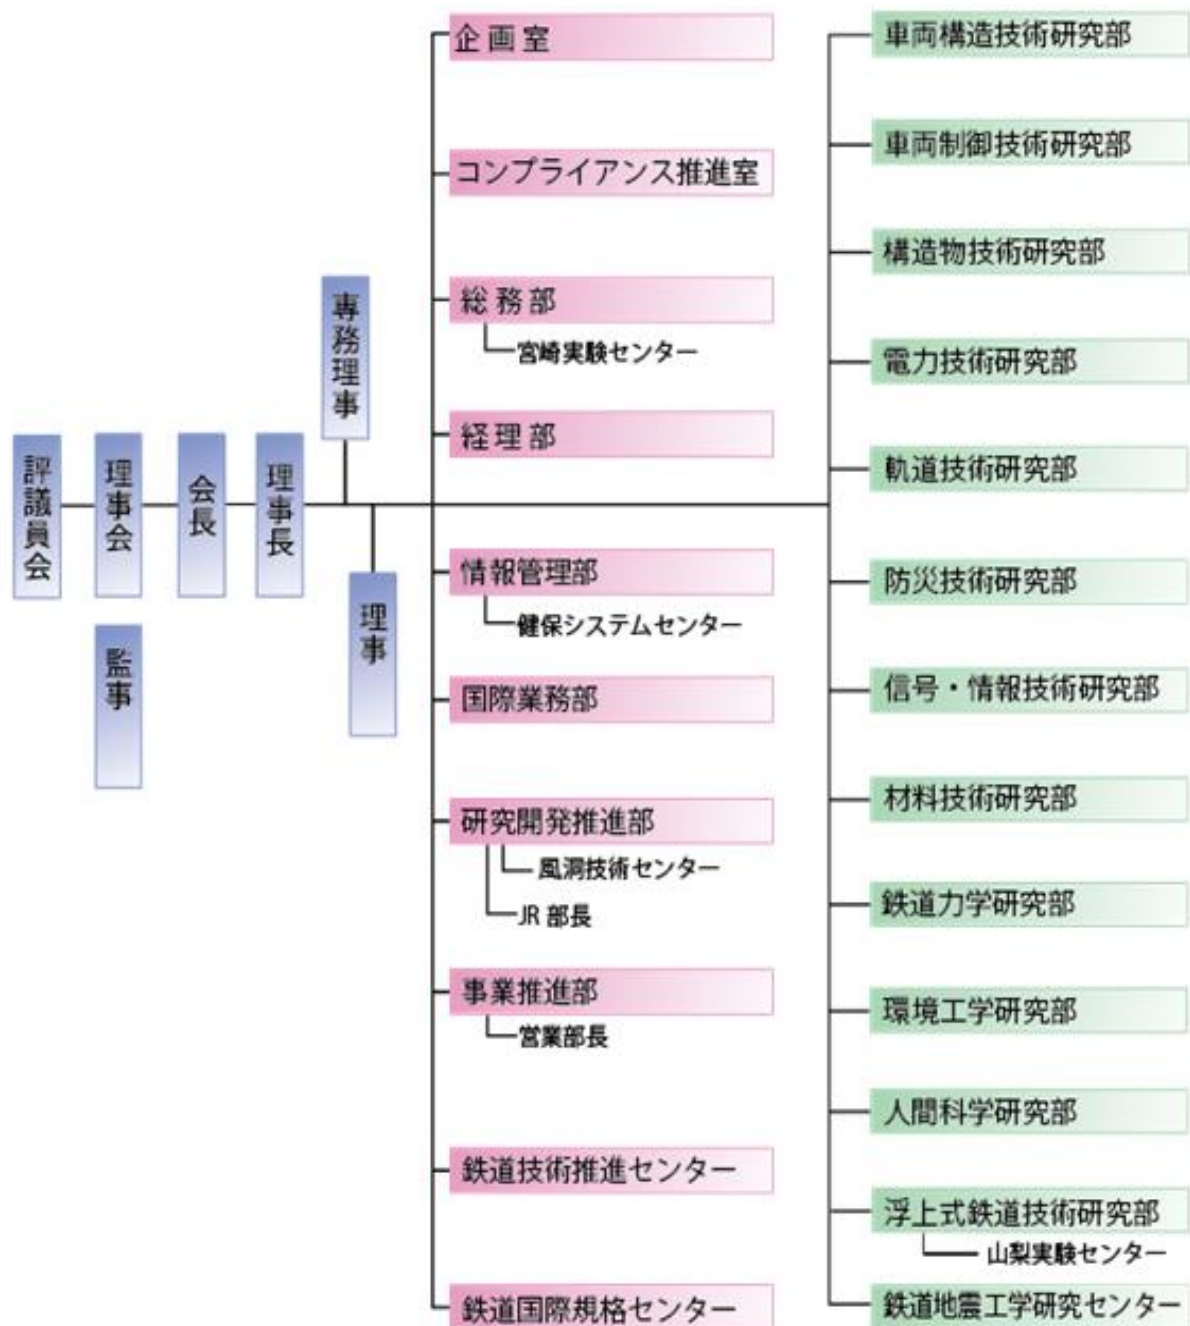 評議員会
理事会
監事
会長
理事長
専務理事
理事
企画室
コンプライアンス推進室
総務部
宮崎実験センター
経理部
情報管理部
健保システムセンター
国際業務部
研究開発推進部
風洞技術センター
JR部長
事業推進部
営業部長
鉄道技術推進センター
鉄道国際規格センター
車両構造技術研究部
車両制御技術研究部
構造物技術研究部
電力技術研究部
軌道技術研究部
防災技術研究部
信号・情報技術研究部
材料技術研究部
鉄道力学研究部
環境工学研究部
人間科学研究部
浮上式鉄道技術研究部
山梨実験センター
鉄道地震工学研究センター